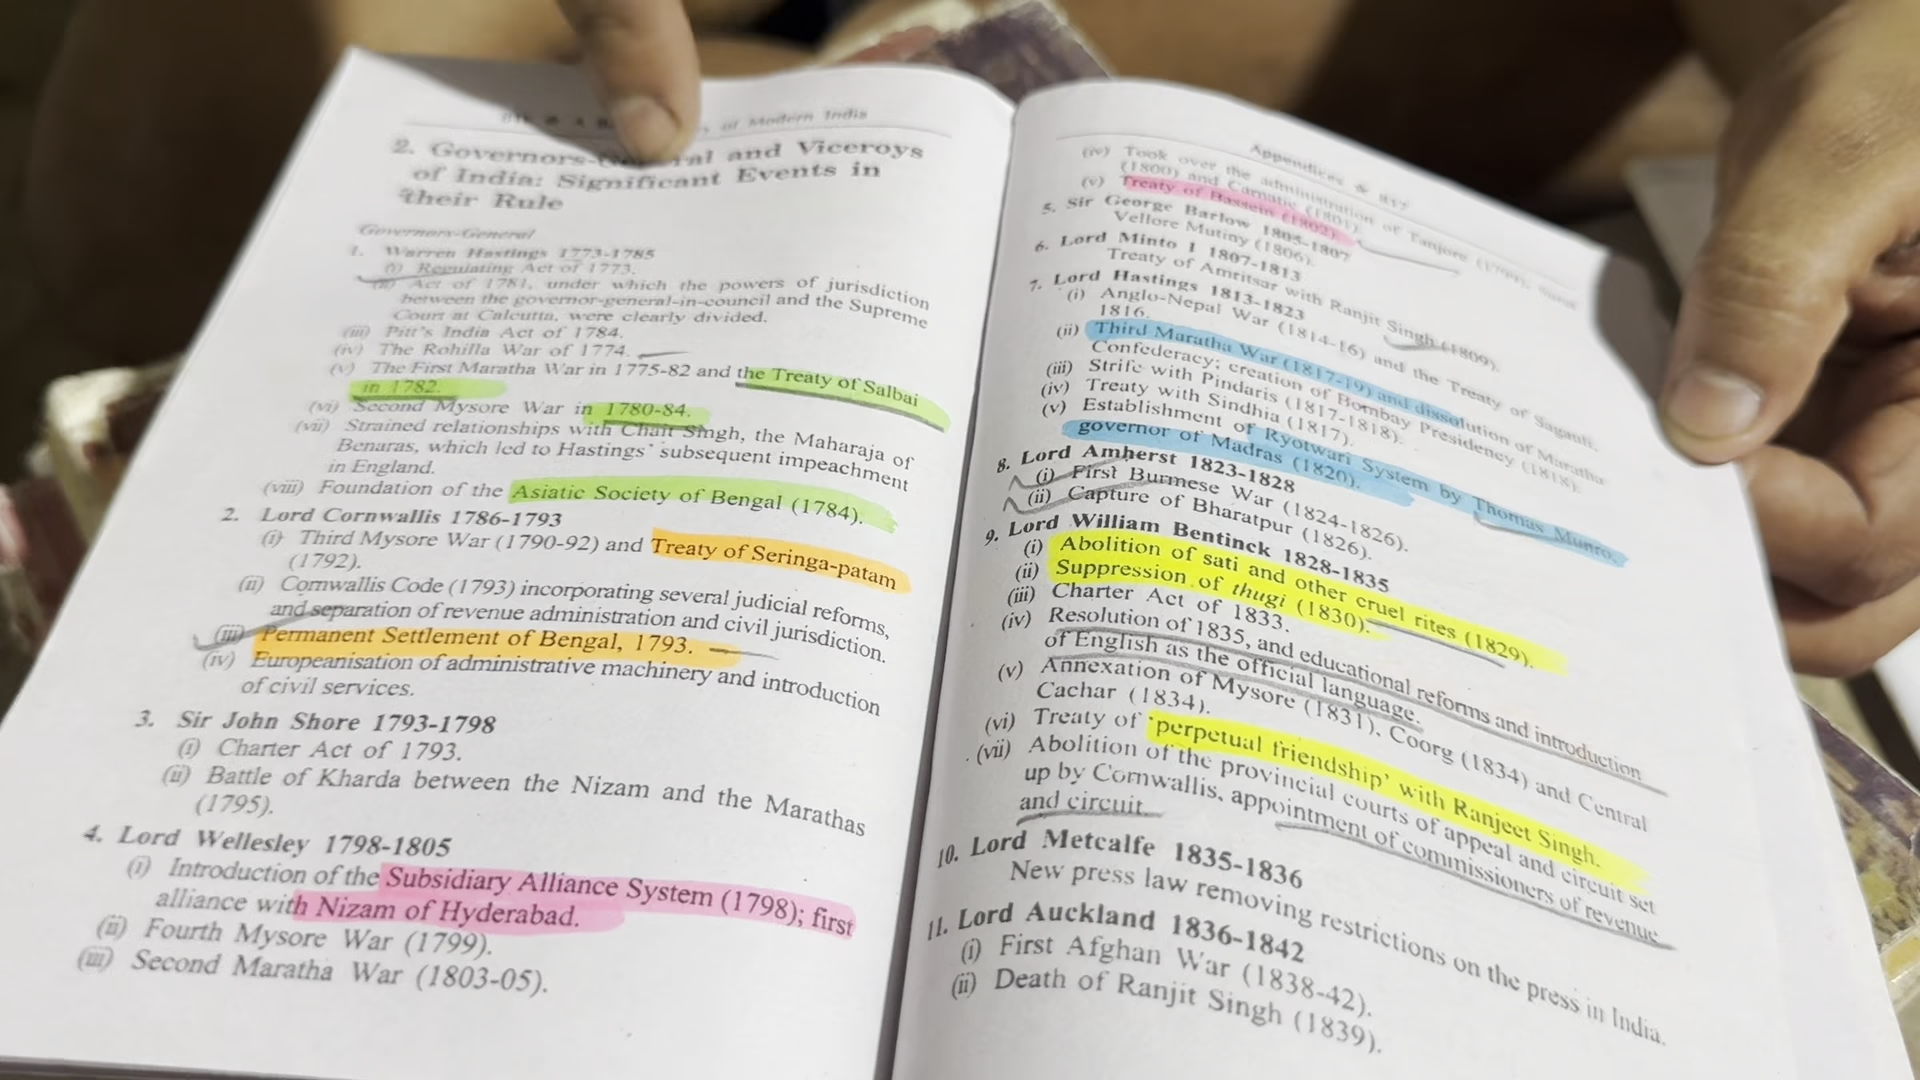 of Modern India
2. Governors-General and Viceroys
of India: Significant Events in
their Rule
Governors-General
1. Warren Hastings 1773-1785
(i) Regulating Act of 1773.
(ii) Act of 1781, under which the powers of jurisdiction
between the governor-general-in-council and the Supreme
Court at Calcutta, were clearly divided.
(iii) Pitt's India Act of 1784.
(iv) The Rohilla War of 1774.
(v) The First Maratha War in 1775-82 and the Treaty of Salbai
in 1782.
(vi) Second Mysore War in 1780-84.
(vii) Strained relationships with Chait Singh, the Maharaja of
Benaras, which led to Hastings' subsequent impeachment
in England.
(viii) Foundation of the Asiatic Society of Bengal (1784).
2. Lord Cornwallis 1786-1793
(i) Third Mysore War (1790-92) and Treaty of Seringa-patam
(1792).
(ii) Cornwallis Code (1793) incorporating several judicial reforms,
and separation of revenue administration and civil jurisdiction.
(iii) Permanent Settlement of Bengal, 1793.
(iv) Europeanisation of administrative machinery and introduction
of civil services.
3. Sir John Shore 1793-1798
(i) Charter Act of 1793.
(ii) Battle of Kharda between the Nizam and the Marathas
(1795).
4. Lord Wellesley 1798-1805
(i) Introduction of the Subsidiary Alliance System (1798); first
alliance with Nizam of Hyderabad.
(ii) Fourth Mysore War (1799).
(iii) Second Maratha War (1803-05).
Appendices & 817
(iv) Took over the administration of Tanjore (1799), Surat
(1800) and Carnatic (1801).
(v) Treaty of Bassein (1802).
5. Sir George Barlow 1805-1807
Vellore Mutiny (1806).
6. Lord Minto I 1807-1813
Treaty of Amritsar with Ranjit Singh (1809).
7. Lord Hastings 1813-1823
(i) Anglo-Nepal War (1814-16) and the Treaty of Sagauli,
1816.
(ii) Third Maratha War (1817-19) and dissolution of Maratha
Confederacy; creation of Bombay Presidency (1818).
(iii) Strife with Pindaris (1817-1818).
(iv) Treaty with Sindhia (1817).
(v) Establishment of Ryotwari System by Thomas Munro,
governor of Madras (1820).
8. Lord Amherst 1823-1828
(i) First Burmese War (1824-1826).
(ii) Capture of Bharatpur (1826).
9. Lord William Bentinck 1828-1835
(i) Abolition of sati and other cruel rites (1829).
(ii) Suppression of thugi (1830).
(iii) Charter Act of 1833.
(iv) Resolution of 1835, and educational reforms and introduction
of English as the official language.
(v) Annexation of Mysore (1831), Coorg (1834) and Central
Cachar (1834).
(vi) Treaty of 'perpetual friendship' with Ranjeet Singh.
(vii) Abolition of the provincial courts of appeal and circuit set
up by Cornwallis, appointment of commissioners of revenue
and circuit.
10. Lord Metcalfe 1835-1836
New press law removing restrictions on the press in India.
11. Lord Auckland 1836-1842
(i) First Afghan War (1838-42).
(ii) Death of Ranjit Singh (1839).